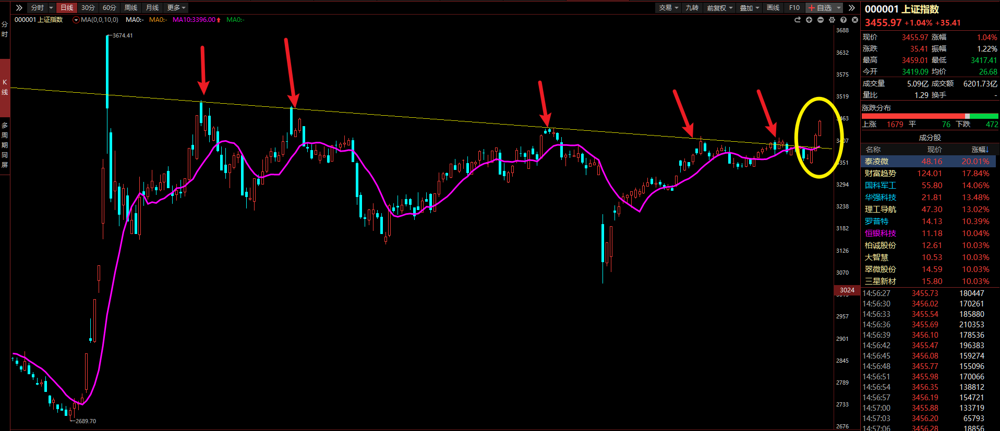 分时 日线 30分 60分 周线 月线 更多 交易 九转 前复权 叠加 画线 F10 自选
000001 上证指数 MA(0,0,10,0) MA0:- MA0:- MA10:3396.00 MA0:-
分时
K线
多周期同屏
3674.41
2689.70
3688
3632
3575
3519
3463
3407
3351
3294
3238
3182
3126
3070
3024
2957
2901
2845
2789
2733
2676
000001 上证指数
3455.97 +1.04% +35.41
现价 3455.97 涨幅 1.04%
涨跌 35.41 振幅 1.22%
最高 3459.01 最低 3417.41
今开 3419.09 均价 26.68
成交量 5.09亿 成交额 6201.73亿
量比 1.29 换手 -
涨跌分布
上涨 1679 平 76 下跌 472
成分股
名称 现价 涨幅↓
泰凌微 48.16 20.01%
财富趋势 124.01 17.84%
国科军工 55.80 14.06%
华强科技 21.81 13.48%
理工导航 47.30 13.02%
罗普特 14.13 10.39%
恒银科技 11.18 10.04%
柏诚股份 12.61 10.03%
大智慧 10.53 10.03%
翠微股份 14.59 10.03%
三星新材 15.80 10.03%
14:56:27 3455.73 180447
14:56:30 3456.02 170261
14:56:33 3455.54 185880
14:56:36 3455.69 210353
14:56:39 3456.10 178536
14:56:42 3455.47 196383
14:56:45 3456.08 159274
14:56:48 3455.77 155096
14:56:51 3455.98 170066
14:56:54 3456.35 138812
14:56:57 3456.19 154721
14:57:00 3455.88 133719
14:57:03 3456.20 65793
14:57:06 3456.28 18856